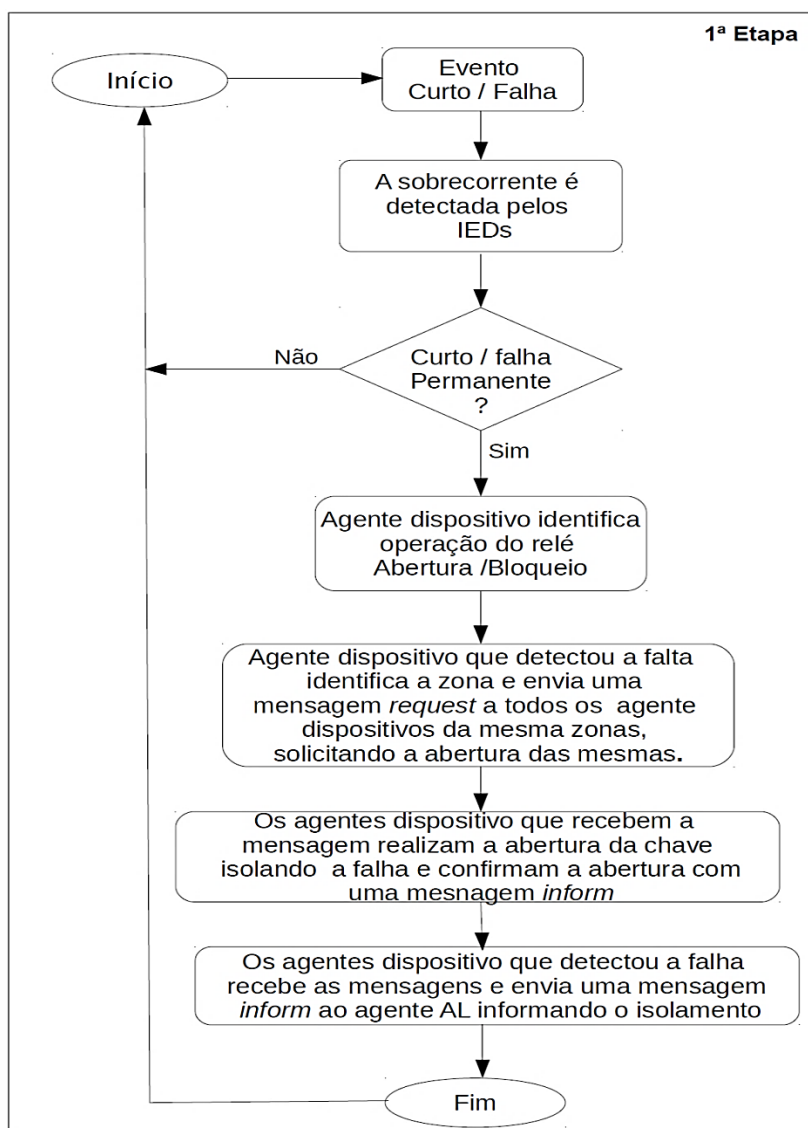 1ª Etapa
Início
Evento
Curto / Falha
A sobrecorrente é
detectada pelos
IEDs
Não
Curto / falha
Permanente
?
Sim
Agente dispositivo identifica
operação do relé
Abertura /Bloqueio
Agente dispositivo que detectou a falta
identifica a zona e envia uma
mensagem request a todos os agente
dispositivos da mesma zonas,
solicitando a abertura das mesmas.
Os agentes dispositivo que recebem a
mensagem realizam a abertura da chave
isolando a falha e confirmam a abertura com
uma mesnagem inform
Os agentes dispositivo que detectou a falha
recebe as mensagens e envia uma mensagem
inform ao agente AL informando o isolamento
Fim